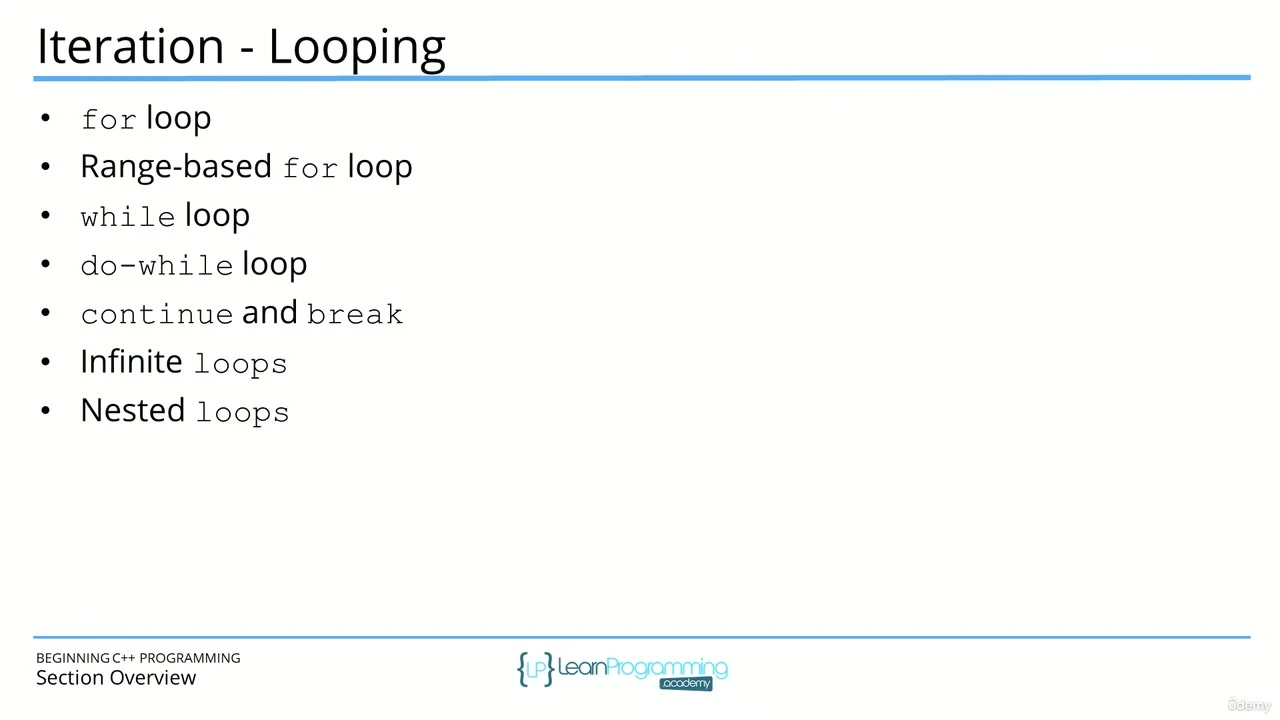 Iteration - Looping
• for loop
• Range-based for loop
• while loop
• do-while loop
• continue and break
• Infinite loops
• Nested loops
BEGINNING C++ PROGRAMMING
Section Overview
{LP} LearnProgramming
.academy
ûdemy